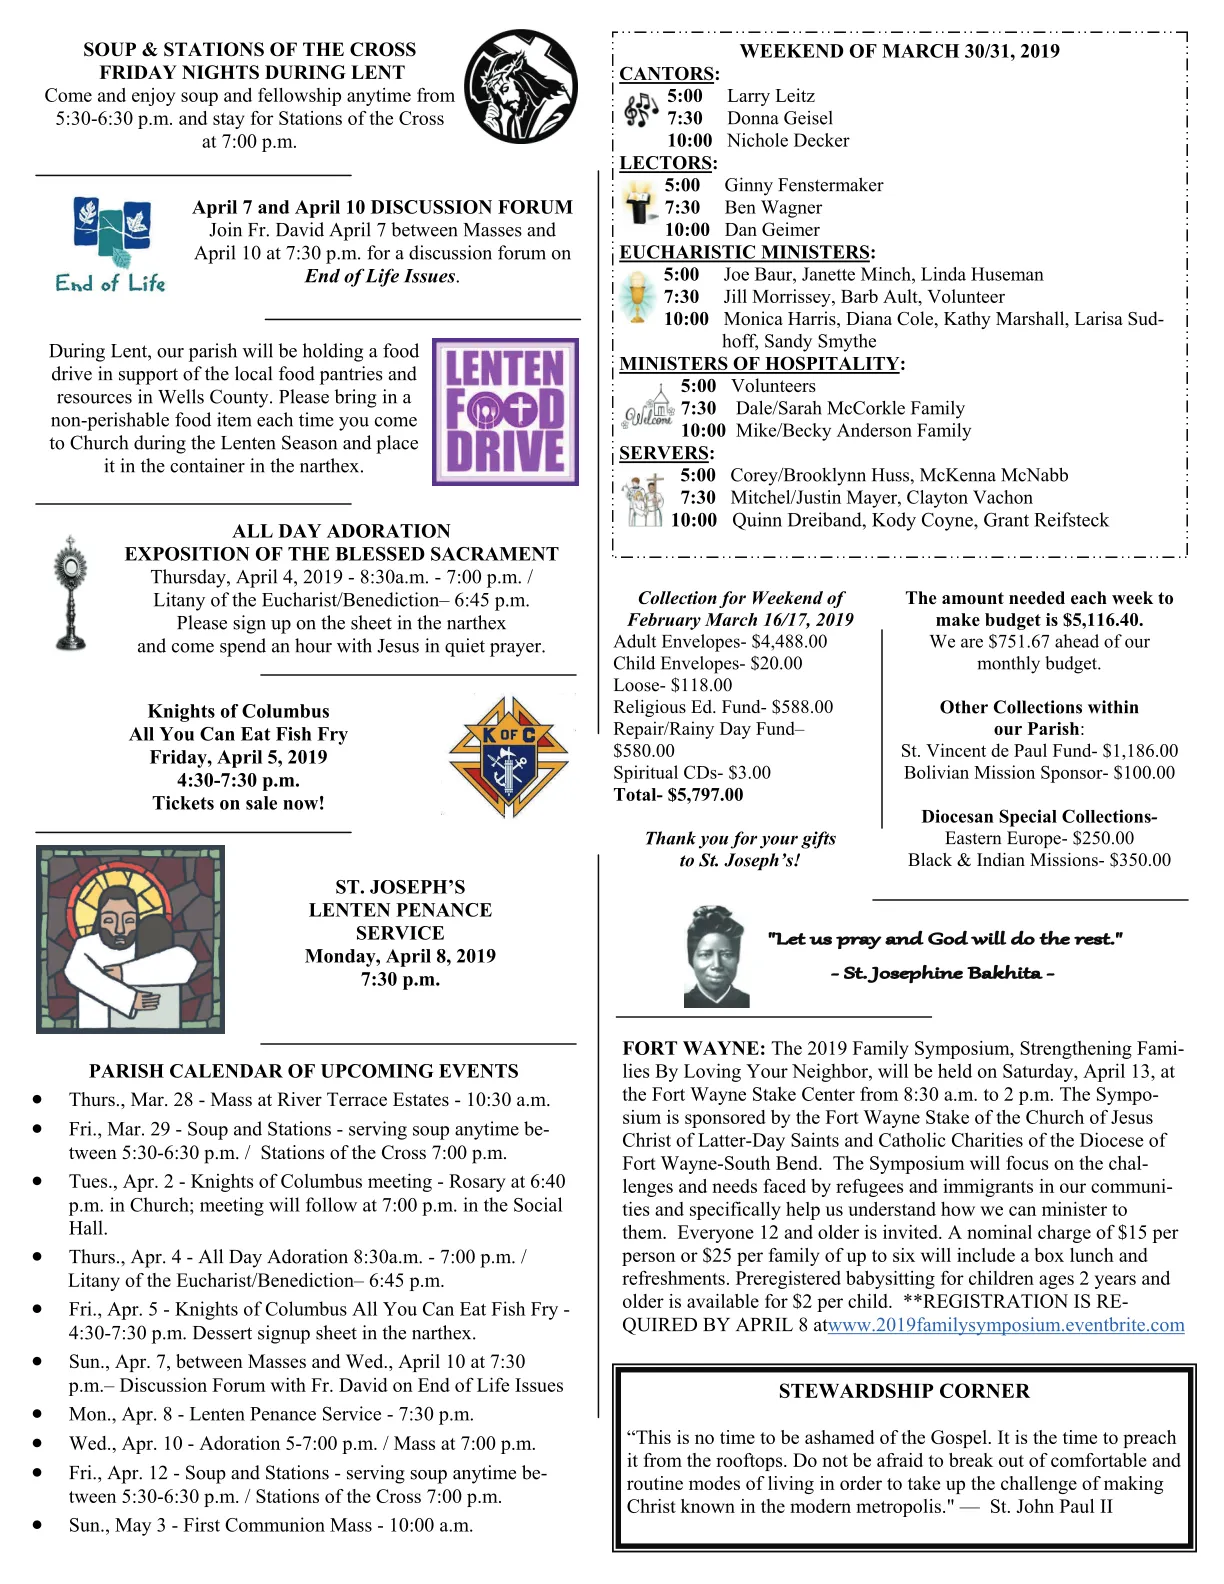 SOUP & STATIONS OF THE CROSS
FRIDAY NIGHTS DURING LENT
Come and enjoy soup and fellowship anytime from
5:30-6:30 p.m. and stay for Stations of the Cross
at 7:00 p.m.
End of Life
April 7 and April 10 DISCUSSION FORUM
Join Fr. David April 7 between Masses and
April 10 at 7:30 p.m. for a discussion forum on
End of Life Issues.
During Lent, our parish will be holding a food
drive in support of the local food pantries and
resources in Wells County. Please bring in a
non-perishable food item each time you come
to Church during the Lenten Season and place
it in the container in the narthex.
LENTEN
FOOD
DRIVE
ALL DAY ADORATION
EXPOSITION OF THE BLESSED SACRAMENT
Thursday, April 4, 2019 - 8:30a.m. - 7:00 p.m. /
Litany of the Eucharist/Benediction– 6:45 p.m.
Please sign up on the sheet in the narthex
and come spend an hour with Jesus in quiet prayer.
Knights of Columbus
All You Can Eat Fish Fry
Friday, April 5, 2019
4:30-7:30 p.m.
Tickets on sale now!
K OF C
ST. JOSEPH'S
LENTEN PENANCE
SERVICE
Monday, April 8, 2019
7:30 p.m.
PARISH CALENDAR OF UPCOMING EVENTS
• Thurs., Mar. 28 - Mass at River Terrace Estates - 10:30 a.m.
• Fri., Mar. 29 - Soup and Stations - serving soup anytime be-
tween 5:30-6:30 p.m. / Stations of the Cross 7:00 p.m.
• Tues., Apr. 2 - Knights of Columbus meeting - Rosary at 6:40
p.m. in Church; meeting will follow at 7:00 p.m. in the Social
Hall.
• Thurs., Apr. 4 - All Day Adoration 8:30a.m. - 7:00 p.m. /
Litany of the Eucharist/Benediction– 6:45 p.m.
• Fri., Apr. 5 - Knights of Columbus All You Can Eat Fish Fry -
4:30-7:30 p.m. Dessert signup sheet in the narthex.
• Sun., Apr. 7, between Masses and Wed., April 10 at 7:30
p.m.– Discussion Forum with Fr. David on End of Life Issues
• Mon., Apr. 8 - Lenten Penance Service - 7:30 p.m.
• Wed., Apr. 10 - Adoration 5-7:00 p.m. / Mass at 7:00 p.m.
• Fri., Apr. 12 - Soup and Stations - serving soup anytime be-
tween 5:30-6:30 p.m. / Stations of the Cross 7:00 p.m.
• Sun., May 3 - First Communion Mass - 10:00 a.m.
WEEKEND OF MARCH 30/31, 2019
CANTORS:
5:00 Larry Leitz
7:30 Donna Geisel
10:00 Nichole Decker
LECTORS:
5:00 Ginny Fenstermaker
7:30 Ben Wagner
10:00 Dan Geimer
EUCHARISTIC MINISTERS:
5:00 Joe Baur, Janette Minch, Linda Huseman
7:30 Jill Morrissey, Barb Ault, Volunteer
10:00 Monica Harris, Diana Cole, Kathy Marshall, Larisa Sud-
hoff, Sandy Smythe
MINISTERS OF HOSPITALITY:
5:00 Volunteers
7:30 Dale/Sarah McCorkle Family
Welcome
10:00 Mike/Becky Anderson Family
SERVERS:
5:00 Corey/Brooklynn Huss, McKenna McNabb
7:30 Mitchel/Justin Mayer, Clayton Vachon
10:00 Quinn Dreiband, Kody Coyne, Grant Reifsteck
Collection for Weekend of
February March 16/17, 2019
Adult Envelopes- $4,488.00
Child Envelopes- $20.00
Loose- $118.00
Religious Ed. Fund- $588.00
Repair/Rainy Day Fund–
$580.00
Spiritual CDs- $3.00
Total- $5,797.00
Thank you for your gifts
to St. Joseph's!
The amount needed each week to
make budget is $5,116.40.
We are $751.67 ahead of our
monthly budget.
Other Collections within
our Parish:
St. Vincent de Paul Fund- $1,186.00
Bolivian Mission Sponsor- $100.00
Diocesan Special Collections-
Eastern Europe- $250.00
Black & Indian Missions- $350.00
"Let us pray and God will do the rest."
- St. Josephine Bakhita -
FORT WAYNE: The 2019 Family Symposium, Strengthening Fami-
lies By Loving Your Neighbor, will be held on Saturday, April 13, at
the Fort Wayne Stake Center from 8:30 a.m. to 2 p.m. The Sympo-
sium is sponsored by the Fort Wayne Stake of the Church of Jesus
Christ of Latter-Day Saints and Catholic Charities of the Diocese of
Fort Wayne-South Bend. The Symposium will focus on the chal-
lenges and needs faced by refugees and immigrants in our communi-
ties and specifically help us understand how we can minister to
them. Everyone 12 and older is invited. A nominal charge of $15 per
person or $25 per family of up to six will include a box lunch and
refreshments. Preregistered babysitting for children ages 2 years and
older is available for $2 per child. **REGISTRATION IS RE-
QUIRED BY APRIL 8 atwww.2019familysymposium.eventbrite.com
STEWARDSHIP CORNER
“This is no time to be ashamed of the Gospel. It is the time to preach
it from the rooftops. Do not be afraid to break out of comfortable and
routine modes of living in order to take up the challenge of making
Christ known in the modern metropolis." — St. John Paul II